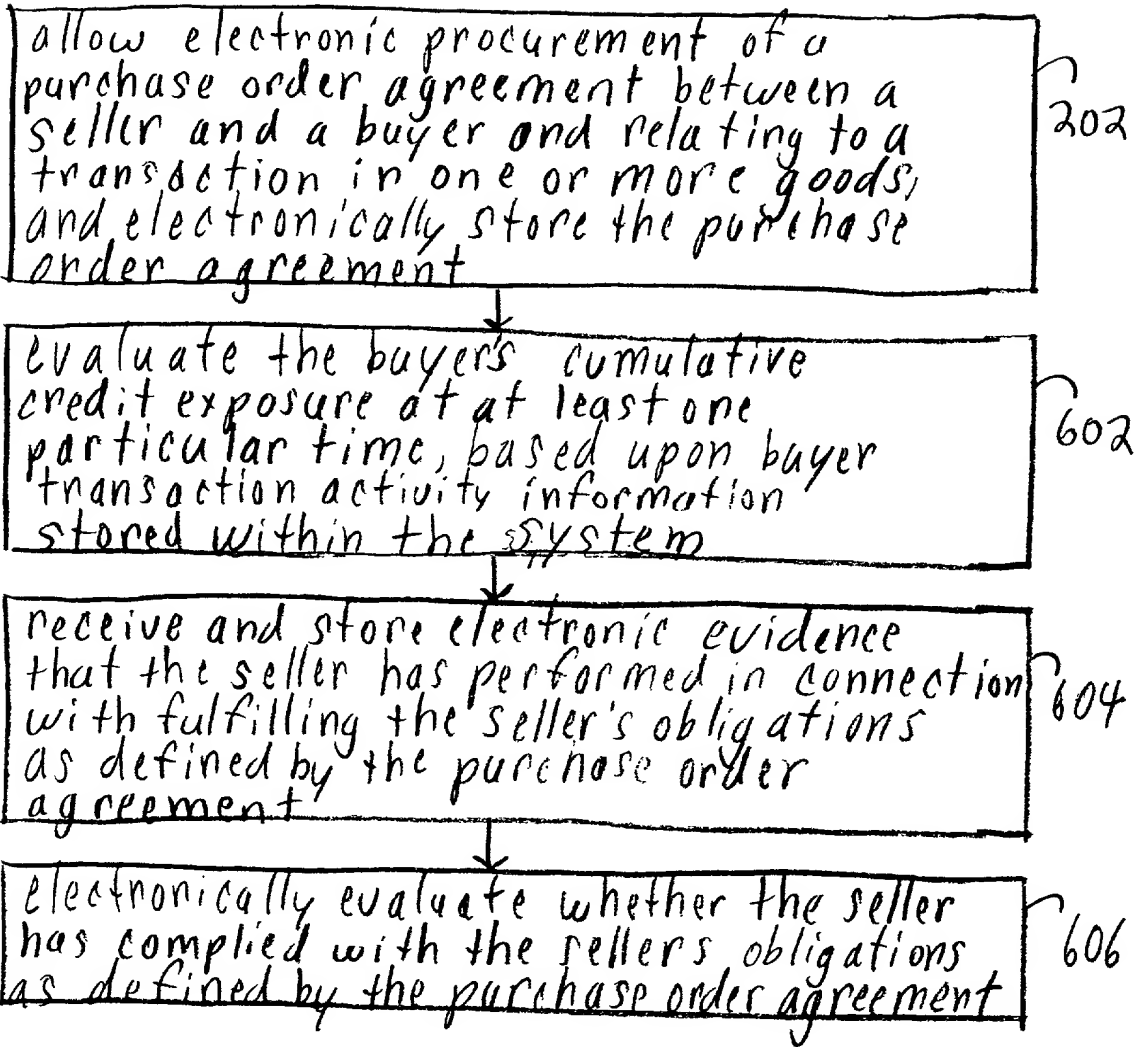 allow electronic procurement of a
purchase order agreement between a
seller and a buyer and relating to a
transaction in one or more goods,
and electronically store the purchase
order agreement
202
evaluate the buyer's cumulative
credit exposure at at least one
particular time, based upon buyer
transaction activity information
stored within the system
602
receive and store electronic evidence
that the seller has performed in connection
with fulfilling the seller's obligations
as defined by the purchase order
agreement
604
electronically evaluate whether the seller
has complied with the sellers obligations
as defined by the purchase order agreement
606